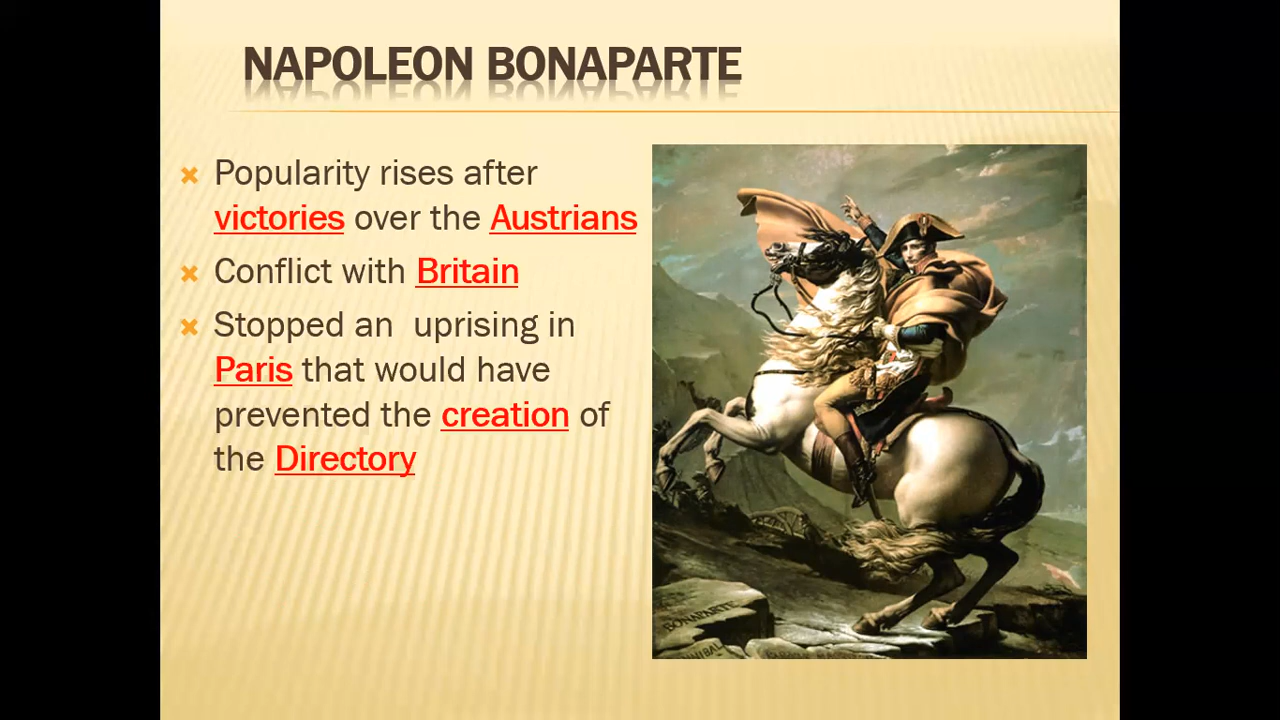 NAPOLEON BONAPARTE
Popularity rises after
victories over the Austrians
Conflict with Britain
Stopped an  uprising in
Paris that would have
prevented the creation of
the Directory
BONAPARTE